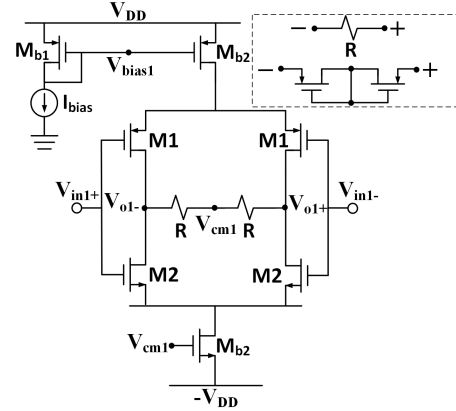 V_DD
M_b1
V_bias1
M_b2
I_bias
− R +
− +
M1 M1
V_in1+ V_o1- R V_cm1 R V_o1+ V_in1-
M2 M2
V_cm1 M_b2
-V_DD